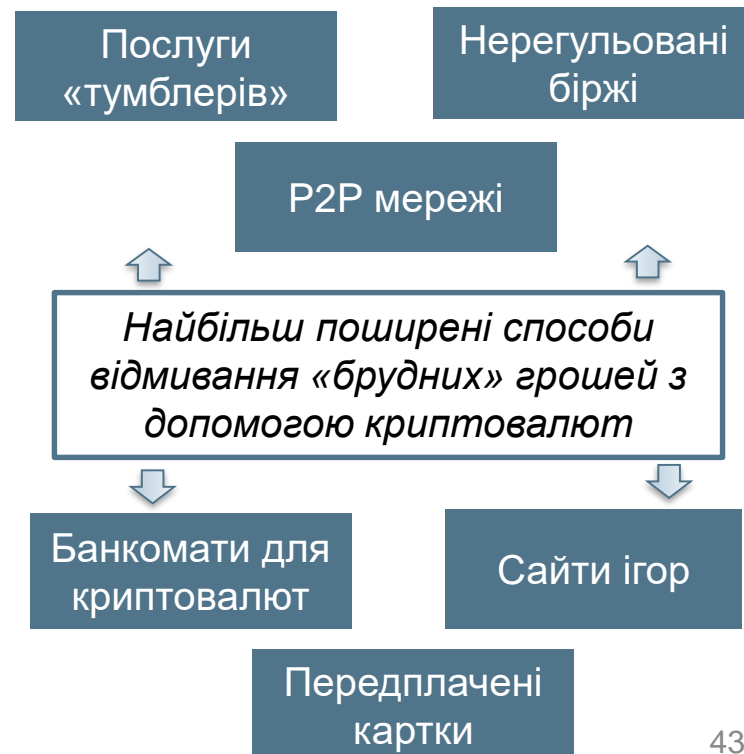 Послуги
«тумблерів»
Нерегульовані
біржі
P2P мережі
Найбільш поширені способи
відмивання «брудних» грошей з
допомогою криптовалют
Банкомати для
криптовалют
Сайти ігор
Передплачені
картки
43